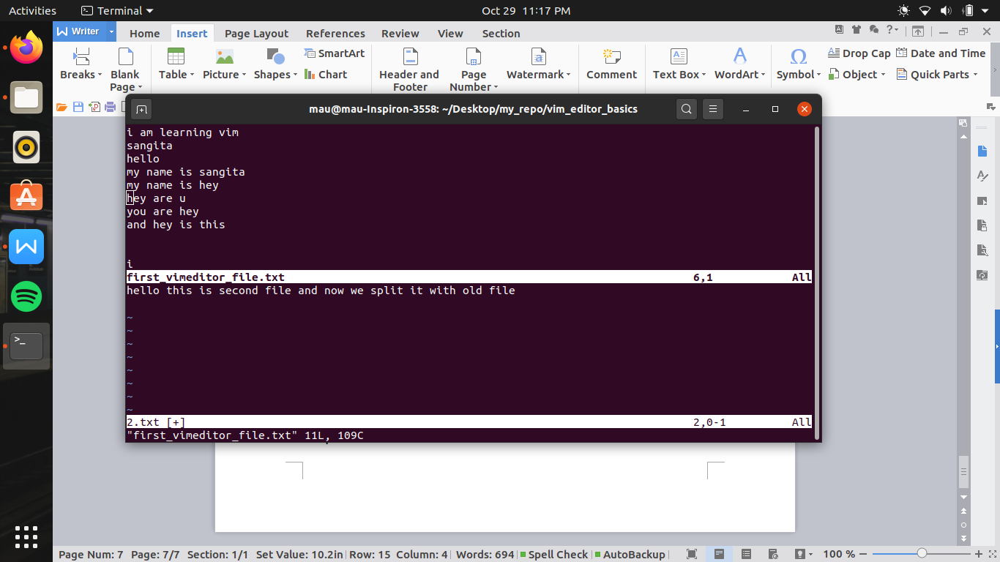 Activities Terminal Oct 29 11:17 PM
Writer Home Insert Page Layout References Review View Section
SmartArt Drop Cap Date and Time
Breaks Blank Table Picture Shapes Chart Header and Page Watermark Comment Text Box WordArt Symbol Object Quick Parts
Page Footer Number
mau@mau-Inspiron-3558: ~/Desktop/my_repo/vim_editor_basics
i am learning vim
sangita
hello
my name is sangita
my name is hey
hey are u
you are hey
and hey is this
i
first_vimeditor_file.txt 6,1 All
hello this is second file and now we split it with old file
~
~
~
~
~
~
~
~
2.txt [+] 2,0-1 All
"first_vimeditor_file.txt" 11L, 109C
Page Num: 7 Page: 7/7 Section: 1/1 Set Value: 10.2in Row: 15 Column: 4 Words: 694 Spell Check AutoBackup 100 %